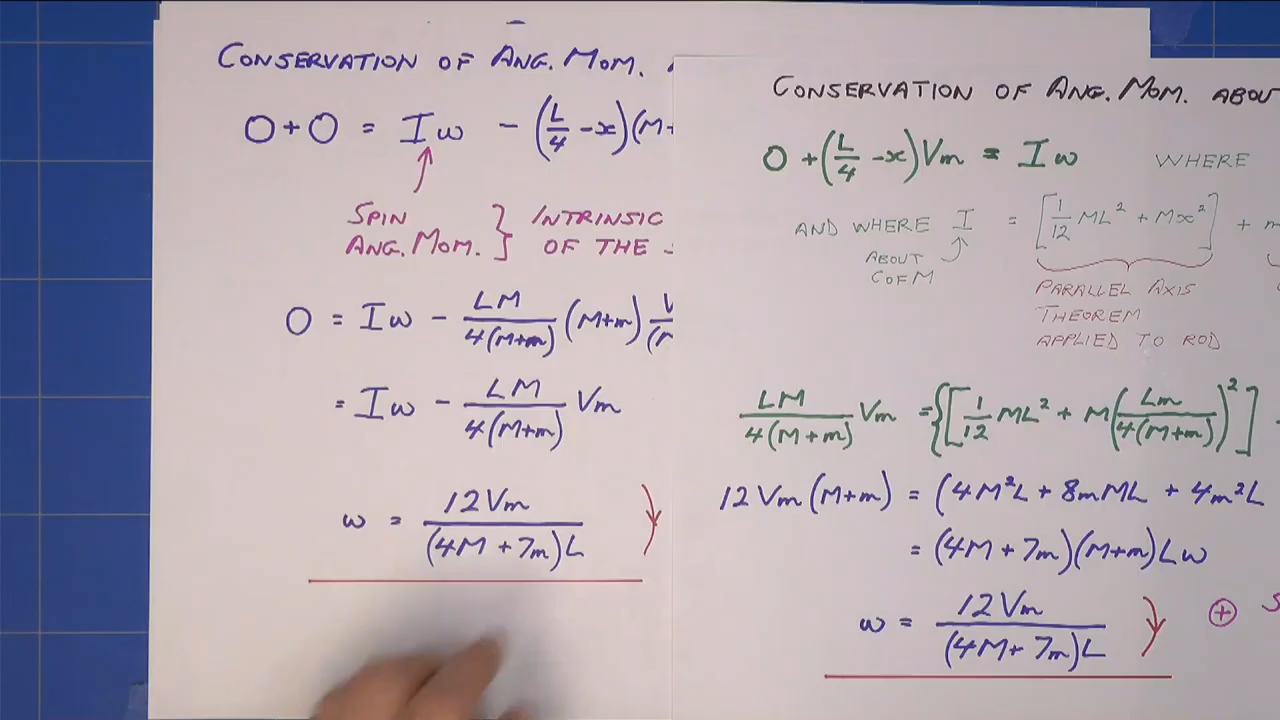 CONSERVATION OF ANG. MOM.
0 + 0 = Iω - (L/4 - x)(M+
SPIN ANG. MOM. } INTRINSIC
OF THE
0 = Iω - LM/4(M+m) (M+m) V
= Iω - LM/4(M+m) Vm
ω = 12Vm/(4M + 7m)L
CONSERVATION OF ANG. MOM. ABOU
0 + (L/4 - x)Vm = Iω WHERE
AND WHERE I = [1/12 ML² + Mx²] +
ABOUT
C OF M
PARALLEL AXIS
THEOREM
APPLIED TO ROD
LM/4(M+m) Vm = {[1/12 ML² + M(Lm/4(M+m))²]
12Vm(M+m) = (4M²L + 8mML + 4m²L
= (4M + 7m)(M+m)Lω
ω = 12Vm/(4M + 7m)L ⊕